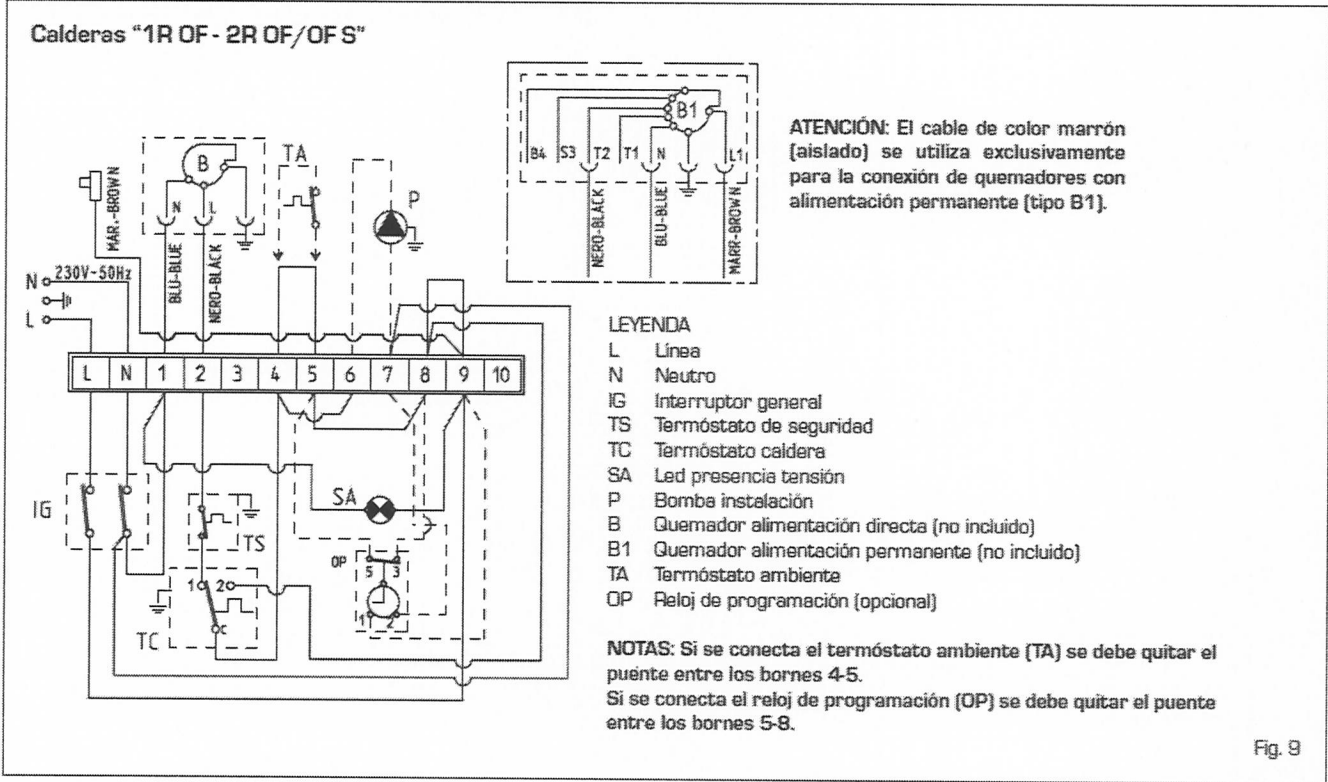 Calderas "1R OF - 2R OF/OF S"
B
N
L
TA
P
MAR.-BROWN
BLU-BLUE
NERO-BLACK
B1
B4
S3
T2
T1
N
L1
NERO-BLACK
BLU-BLUE
MARR-BROWN
ATENCIÓN: El cable de color marrón
(aislado) se utiliza exclusivamente
para la conexión de quemadores con
alimentación permanente (tipo B1).
N 230V-50Hz
L
L N 1 2 3 4 5 6 7 8 9 10
IG
TS
1 2
C
TC
SA
OP
5 3
1 2
LEYENDA
L Línea
N Neutro
IG Interruptor general
TS Termóstato de seguridad
TC Termóstato caldera
SA Led presencia tensión
P Bomba instalación
B Quemador alimentación directa (no incluido)
B1 Quemador alimentación permanente (no incluido)
TA Termóstato ambiente
OP Reloj de programación (opcional)
NOTAS: Si se conecta el termóstato ambiente (TA) se debe quitar el
puente entre los bornes 4-5.
Si se conecta el reloj de programación (OP) se debe quitar el puente
entre los bornes 5-8.
Fig. 9